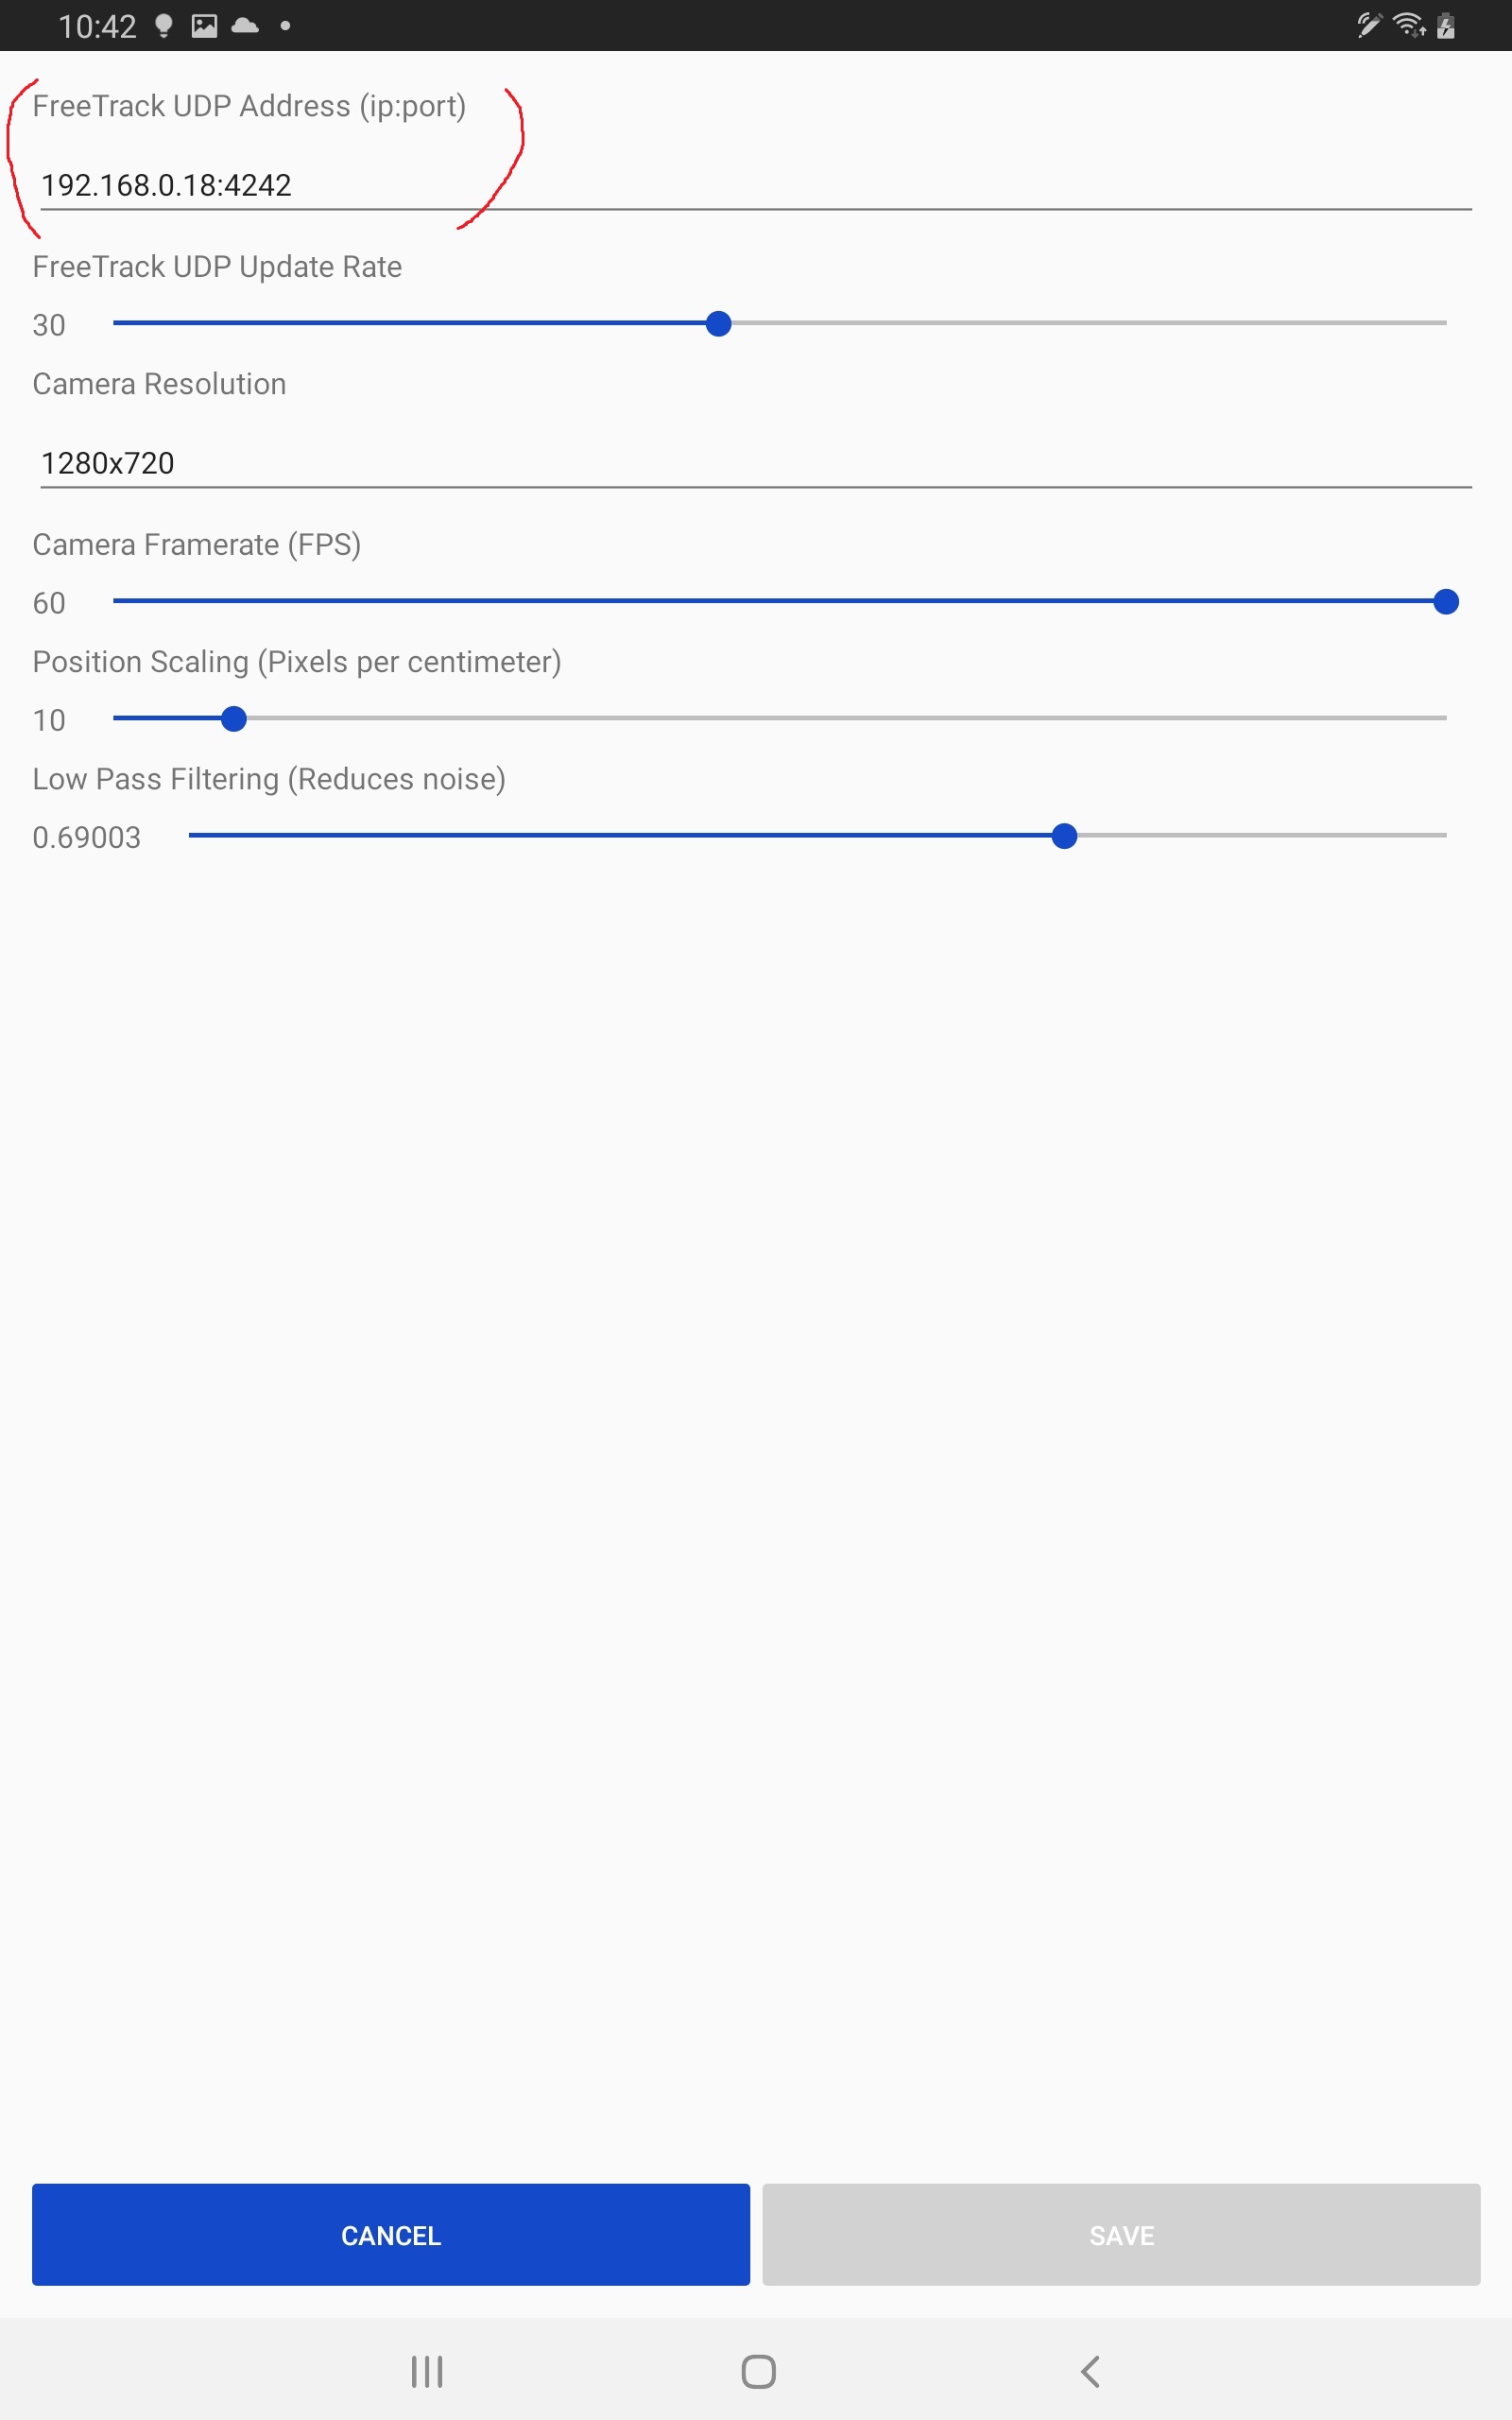 10:42
FreeTrack UDP Address (ip:port)
192.168.0.18:4242
FreeTrack UDP Update Rate
30
Camera Resolution
1280x720
Camera Framerate (FPS)
60
Position Scaling (Pixels per centimeter)
10
Low Pass Filtering (Reduces noise)
0.69003
CANCEL SAVE